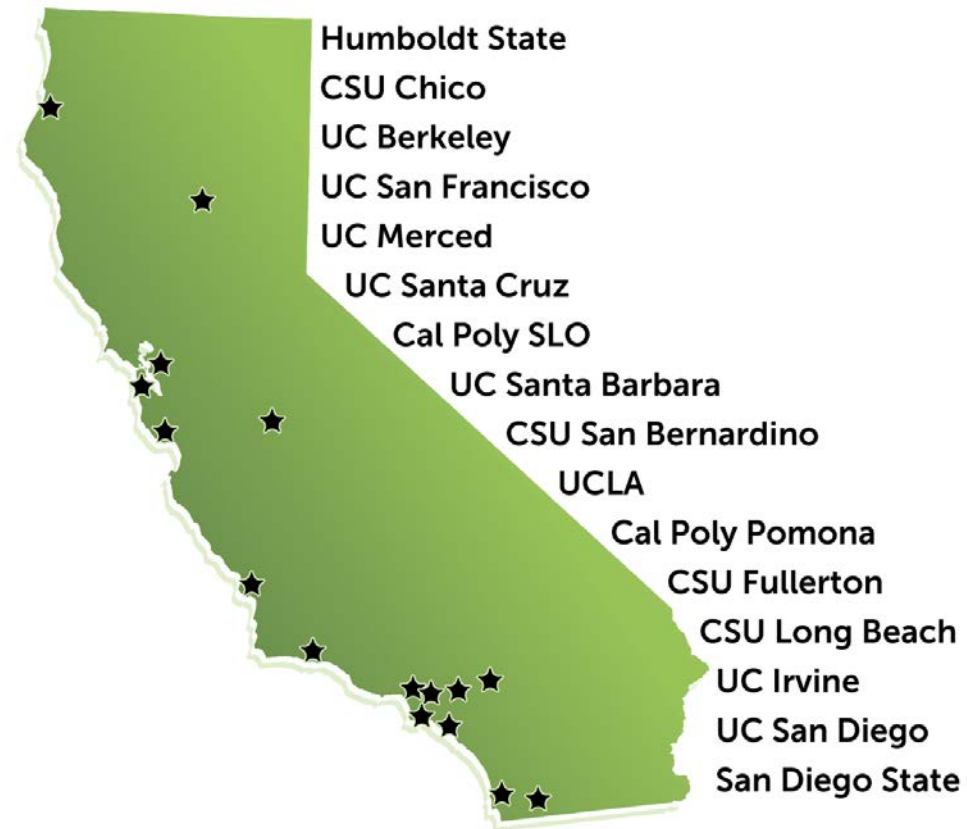 Humboldt State
CSU Chico
UC Berkeley
UC San Francisco
UC Merced
UC Santa Cruz
Cal Poly SLO
UC Santa Barbara
CSU San Bernardino
UCLA
Cal Poly Pomona
CSU Fullerton
CSU Long Beach
UC Irvine
UC San Diego
San Diego State